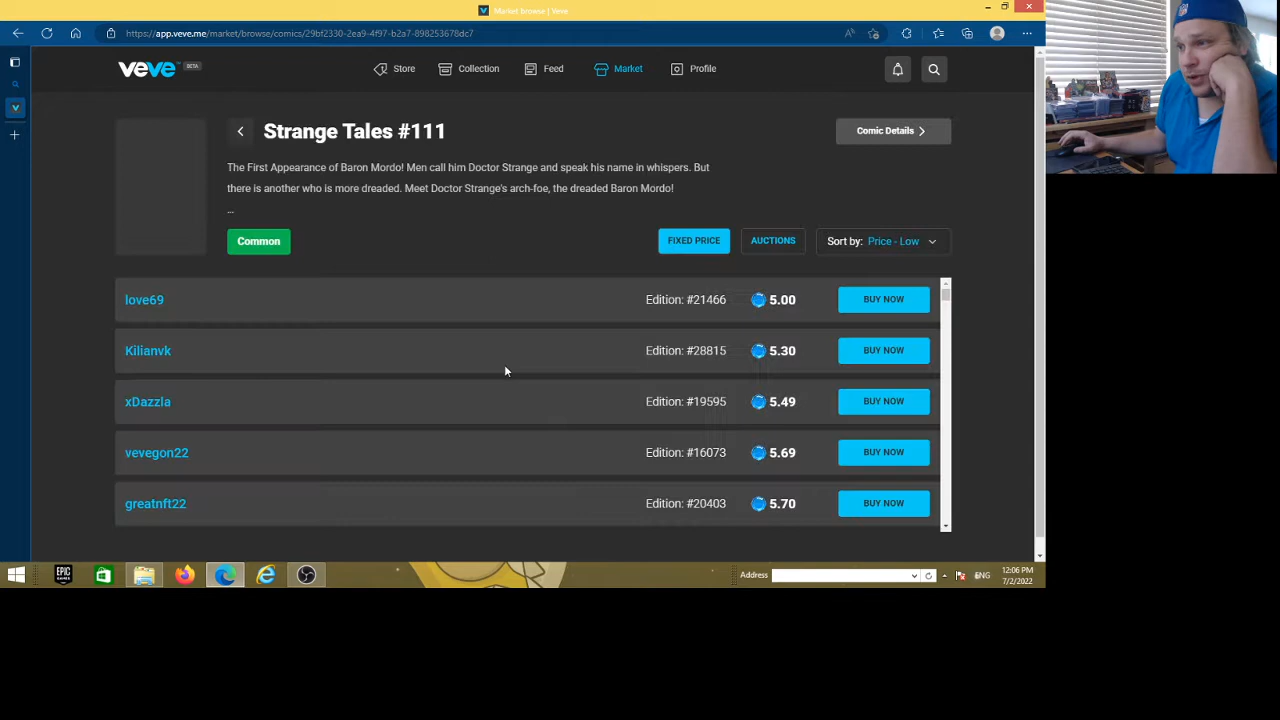 Market browse | Veve
https://app.veve.me/market/browse/comics/29bf2330-2ea9-4f97-b2a7-898253678dc7
veve BETA
Store Collection Feed Market Profile
Strange Tales #111
Comic Details
The First Appearance of Baron Mordo! Men call him Doctor Strange and speak his name in whispers. But
there is another who is more dreaded. Meet Doctor Strange's arch-foe, the dreaded Baron Mordo!
...
Common FIXED PRICE AUCTIONS Sort by: Price - Low
love69 Edition: #21466 5.00 BUY NOW
Kilianvk Edition: #28815 5.30 BUY NOW
xDazzla Edition: #19595 5.49 BUY NOW
vevegon22 Edition: #16073 5.69 BUY NOW
greatnft22 Edition: #20403 5.70 BUY NOW
EPIC GAMES Address ENG 12:06 PM
7/2/2022